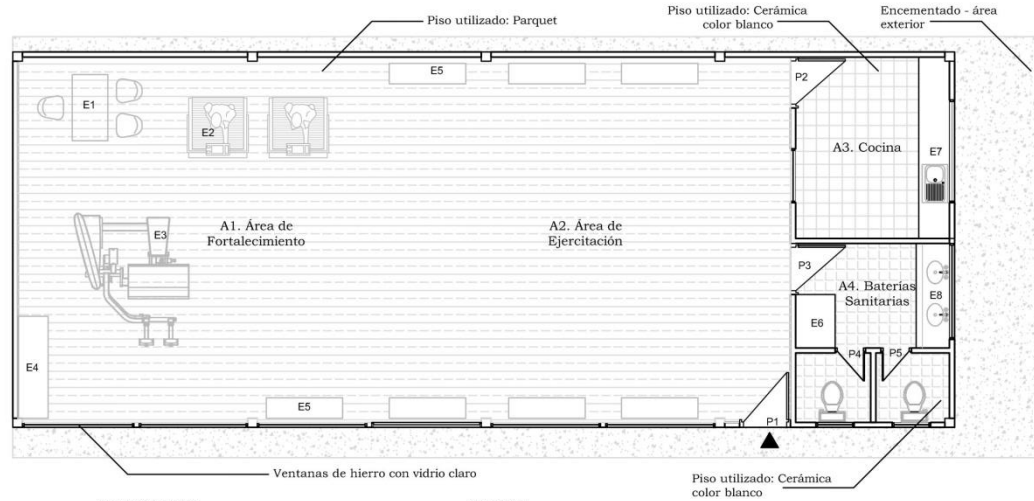 Piso utilizado: Parquet
Piso utilizado: Cerámica
color blanco
Encementado - área
exterior
E5
P2
E1
E2
A3. Cocina
E7
E3
A1. Área de
Fortalecimiento
A2. Área de
Ejercitación
P3
A4. Baterías
Sanitarias
E8
E6
E4
P4
P5
E5
P1
Ventanas de hierro con vidrio claro
Piso utilizado: Cerámica
color blanco